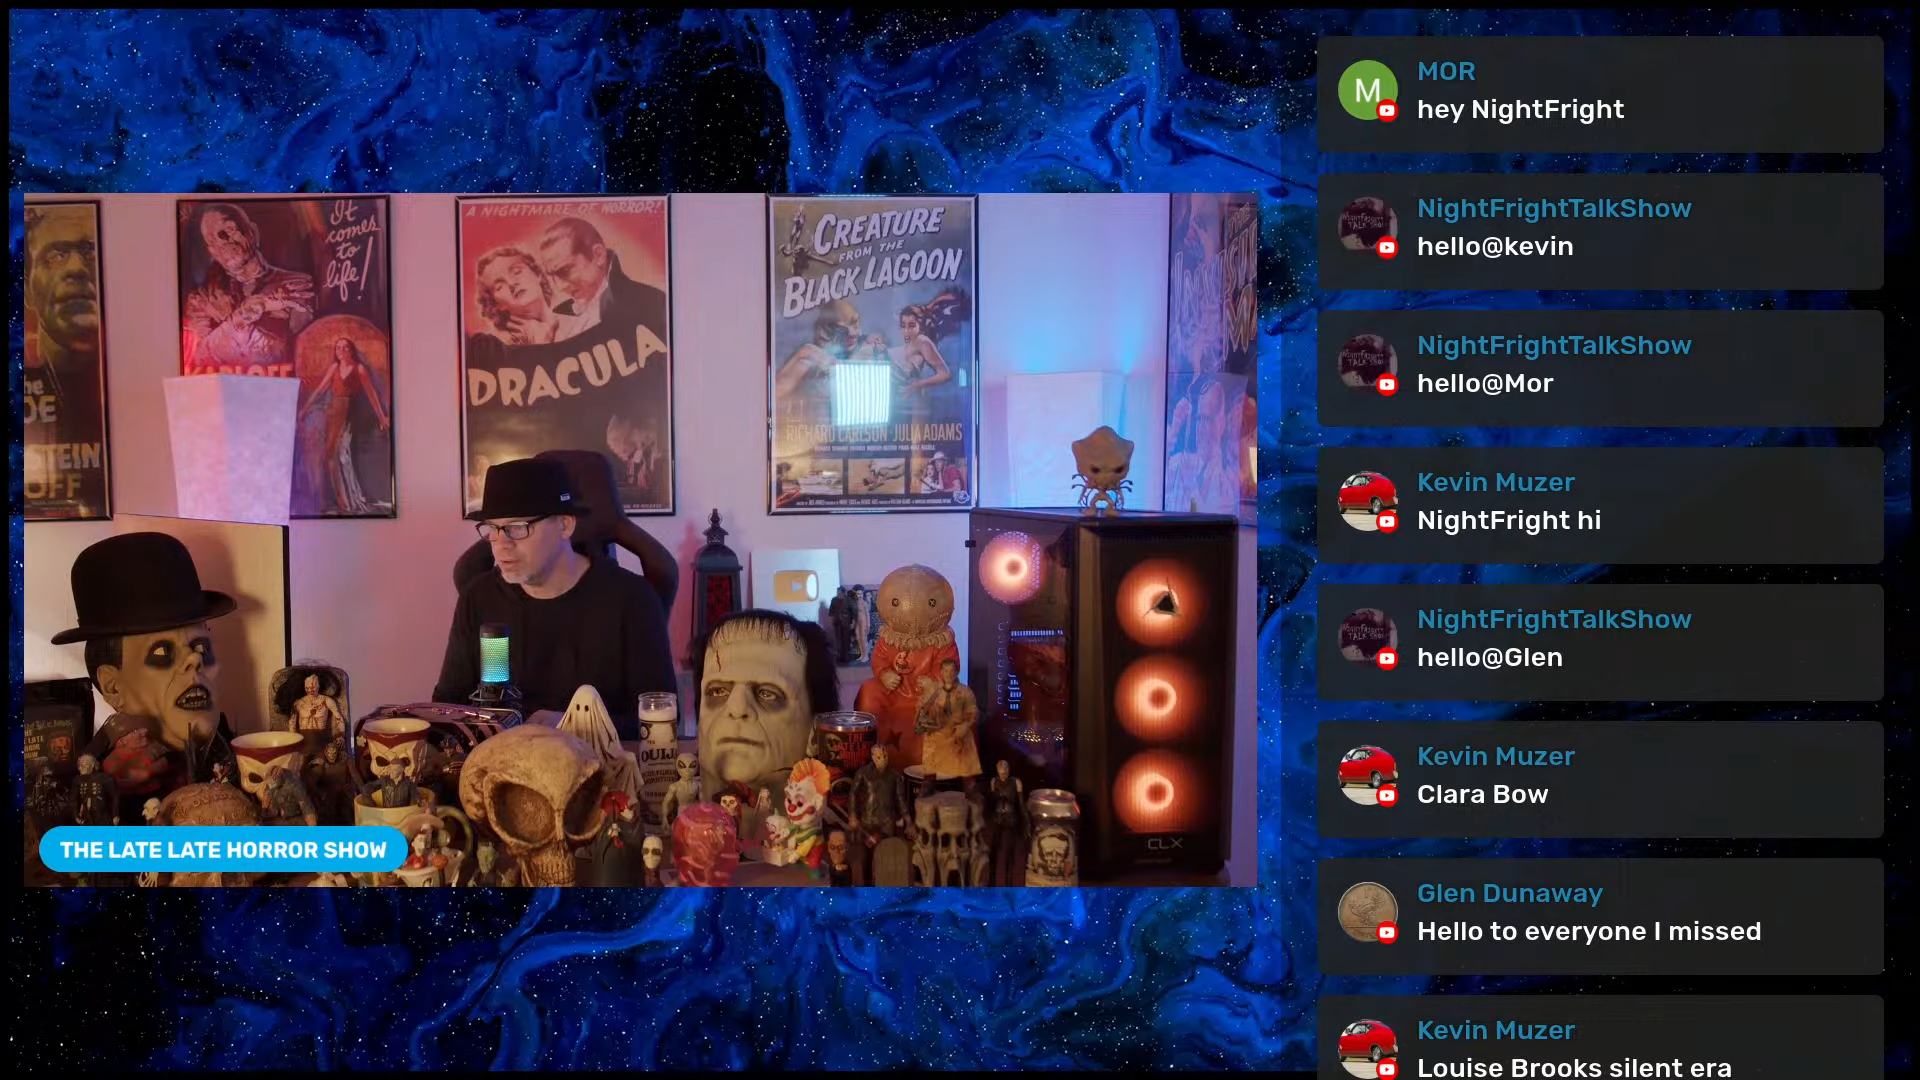 MOR
hey NightFright
NightFrightTalkShow
hello@kevin
NightFrightTalkShow
hello@Mor
Kevin Muzer
NightFright hi
NightFrightTalkShow
hello@Glen
Kevin Muzer
Clara Bow
Glen Dunaway
Hello to everyone I missed
Kevin Muzer
Louise Brooks silent era
It
comes
to
life!
A NIGHTMARE OF HORROR!
DRACULA
CREATURE
FROM THE
BLACK LAGOON
RICHARD CARLSON JULIA ADAMS
OUIJA
CLX
THE LATE LATE HORROR SHOW